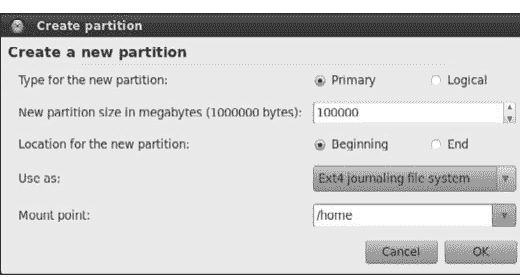 Create partition
Create a new partition
Type for the new partition: Primary Logical
New partition size in megabytes (1000000 bytes): 100000
Location for the new partition: Beginning End
Use as: Ext4 journaling file system
Mount point: /home
Cancel OK